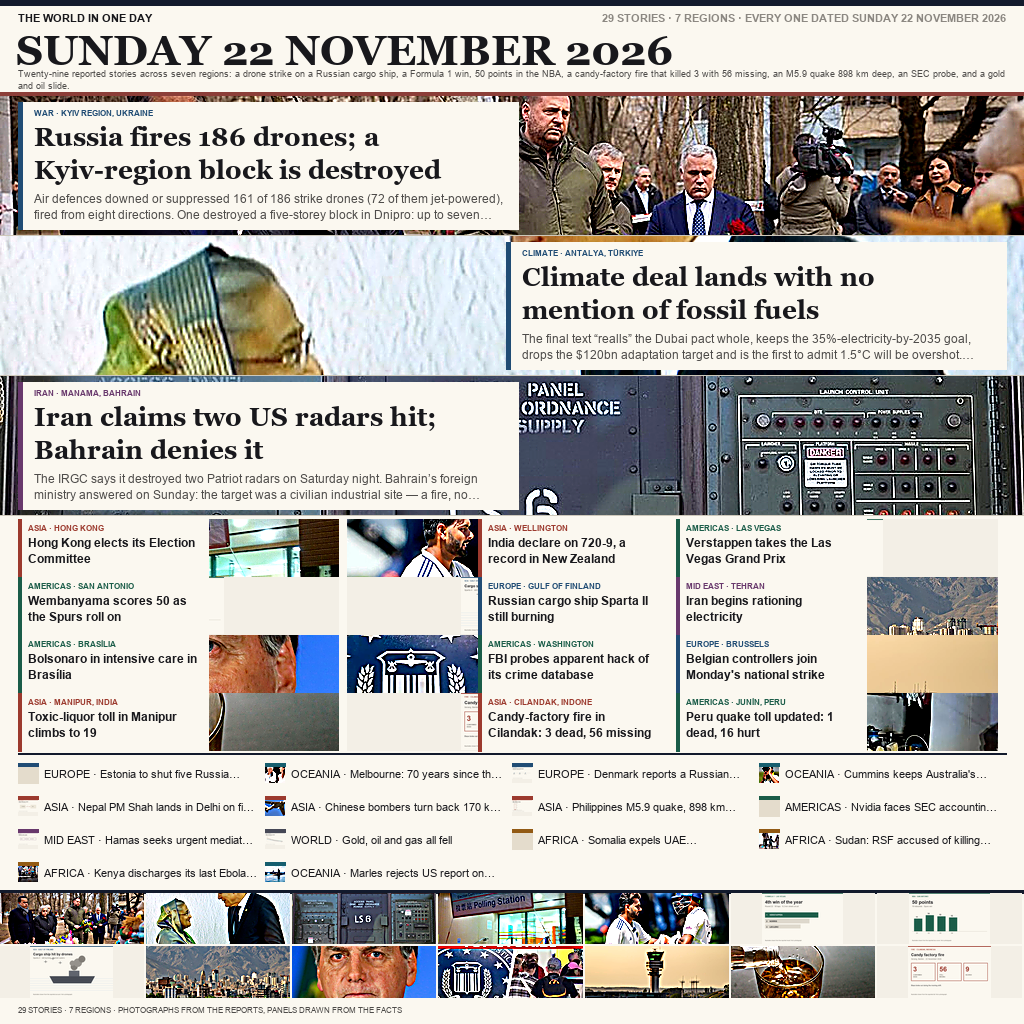 THE WORLD IN ONE DAY
29 STORIES · 7 REGIONS · EVERY ONE DATED SUNDAY 22 NOVEMBER 2026
SUNDAY 22 NOVEMBER 2026
Twenty-nine reported stories across seven regions: a drone strike on a Russian cargo ship, a Formula 1 win, 50 points in the NBA, a candy-factory fire that killed 3 with 56 missing, an M5.9 quake 898 km deep, an SEC probe, and a gold
and oil slide.
WAR · KYIV REGION, UKRAINE
Russia fires 186 drones; a
Kyiv-region block is destroyed
Air defences downed or suppressed 161 of 186 strike drones (72 of them jet-powered),
fired from eight directions. One destroyed a five-storey block in Dnipro: up to seven…
CLIMATE · ANTALYA, TÜRKIYE
Climate deal lands with no
mention of fossil fuels
The final text “realls” the Dubai pact whole, keeps the 35%-electricity-by-2035 goal,
drops the $120bn adaptation target and is the first to admit 1.5°C will be overshot.…
IRAN · MANAMA, BAHRAIN
Iran claims two US radars hit;
Bahrain denies it
The IRGC says it destroyed two Patriot radars on Saturday night. Bahrain's foreign
ministry answered on Sunday: the target was a civilian industrial site — a fire, no…
PANEL
ORDNANCE
SUPPLY
LAUNCH CONTROL UNIT
POWER SUPPLIES
DANGER
ASIA · HONG KONG
Hong Kong elects its Election
Committee
ASIA · WELLINGTON
India declare on 720-9, a
record in New Zealand
AMERICAS · LAS VEGAS
Verstappen takes the Las
Vegas Grand Prix
AMERICAS · SAN ANTONIO
Wembanyama scores 50 as
the Spurs roll on
EUROPE · GULF OF FINLAND
Russian cargo ship Sparta II
still burning
MID EAST · TEHRAN
Iran begins rationing
electricity
AMERICAS · BRASÍLIA
Bolsonaro in intensive care in
Brasília
AMERICAS · WASHINGTON
FBI probes apparent hack of
its crime database
EUROPE · BRUSSELS
Belgian controllers join
Monday's national strike
ASIA · MANIPUR, INDIA
Toxic-liquor toll in Manipur
climbs to 19
3
ASIA · CILANDAK, INDONE
Candy-factory fire in
Cilandak: 3 dead, 56 missing
AMERICAS · JUNÍN, PERU
Peru quake toll updated: 1
dead, 16 hurt
EUROPE · Estonia to shut five Russia…
OCEANIA · Melbourne: 70 years since th…
EUROPE · Denmark reports a Russian…
OCEANIA · Cummins keeps Australia's…
ASIA · Nepal PM Shah lands in Delhi on fi…
ASIA · Chinese bombers turn back 170 k…
ASIA · Philippines M5.9 quake, 898 km…
AMERICAS · Nvidia faces SEC accountin…
MID EAST · Hamas seeks urgent mediat…
WORLD · Gold, oil and gas all fell
AFRICA · Somalia expels UAE…
AFRICA · Sudan: RSF accused of killing…
AFRICA · Kenya discharges its last Ebola…
OCEANIA · Marles rejects US report on…
LS 6
Polling Station
4th win of the year
50 points
Cargo ship hit by drones
Candy factory fire
3 56 9
29 STORIES · 7 REGIONS · PHOTOGRAPHS FROM THE REPORTS, PANELS DRAWN FROM THE FACTS